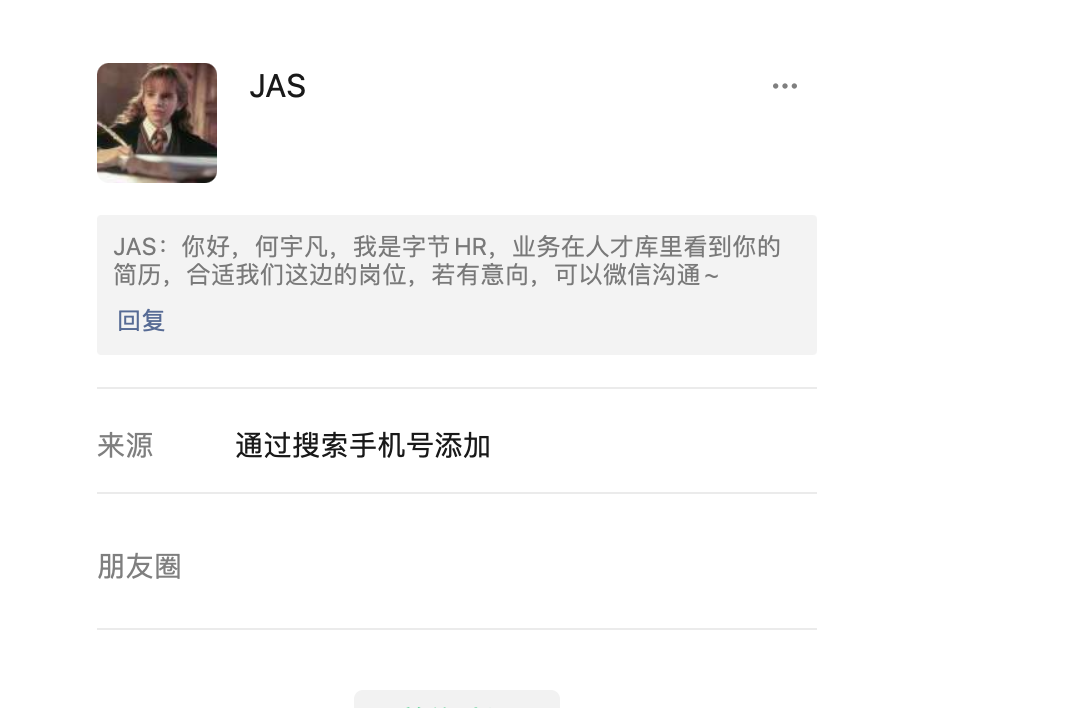 JAS
JAS：你好，何宇凡，我是字节HR，业务在人才库里看到你的
简历，合适我们这边的岗位，若有意向，可以微信沟通~
回复
来源 通过搜索手机号添加
朋友圈